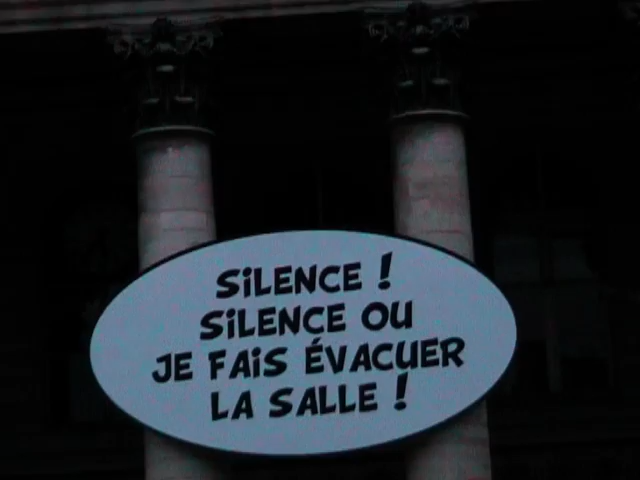 SILENCE !
SILENCE OU
JE FAIS ÉVACUER
LA SALLE !